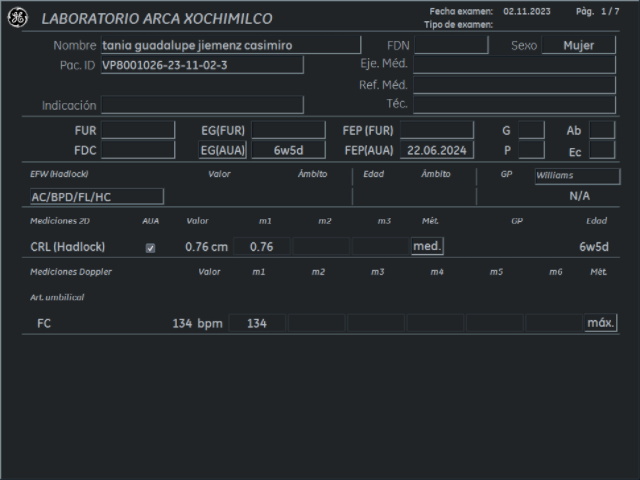 LABORATORIO ARCA XOCHIMILCO Fecha examen: 02.11.2023 Pàg. 1 / 7
Tipo de examen:
Nombre tania guadalupe jiemenz casimiro FDN Sexo Mujer
Pac. ID VPB001026-23-11-02-3 Eje. Méd.
Ref. Méd.
Indicación Téc.
FUR EG(FUR) FEP (FUR) G Ab
FDC EG(AUA) 6w5d FEP(AUA) 22.06.2024 P Ec
EFW (Hadlock) Valor Ámbito Edad Ámbito GP Williams
AC/BPD/FL/HC N/A
Mediciones 2D AUA Valor m1 m2 m3 Mét. GP Edad
CRL (Hadlock) 0.76 cm 0.76 med. 6w5d
Mediciones Doppler Valor m1 m2 m3 m4 m5 m6 Mét.
Art. umbilical
FC 134 bpm 134 máx.